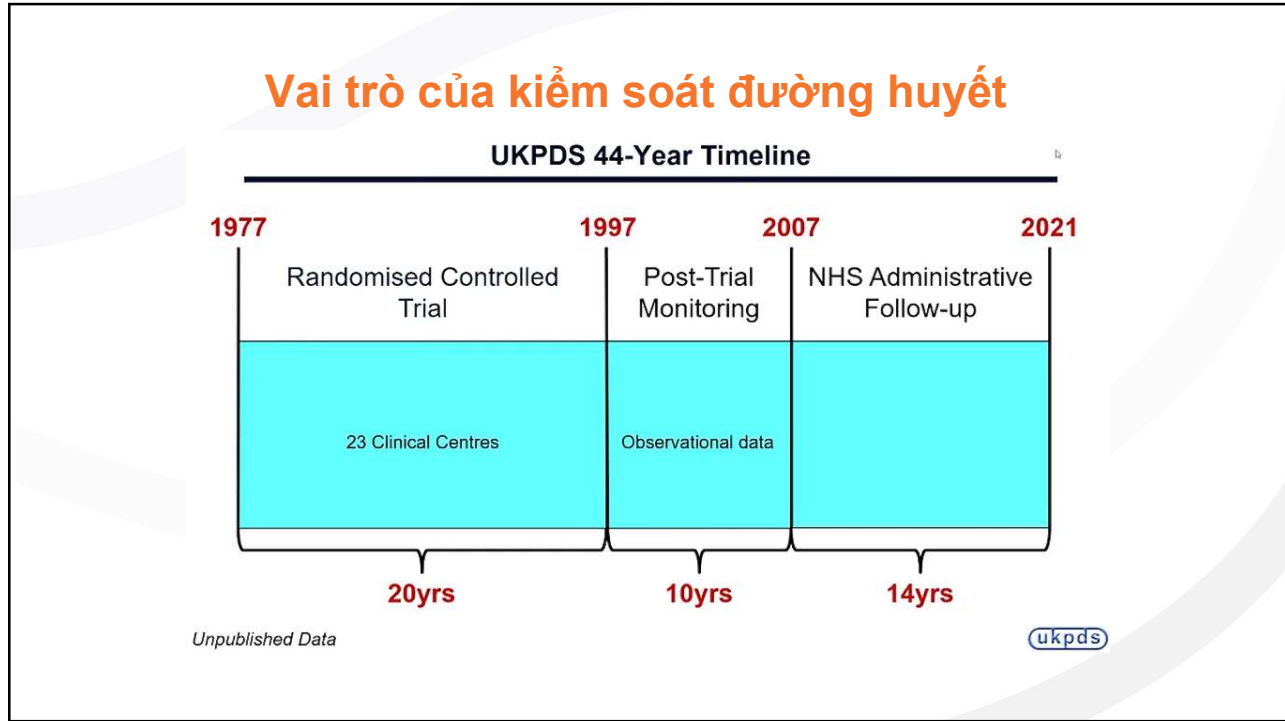 Vai trò của kiểm soát đường huyết
UKPDS 44-Year Timeline
1977
1997
2007
2021
Randomised Controlled
Trial
Post-Trial
Monitoring
NHS Administrative
Follow-up
23 Clinical Centres
Observational data
20yrs
10yrs
14yrs
Unpublished Data
ukpds